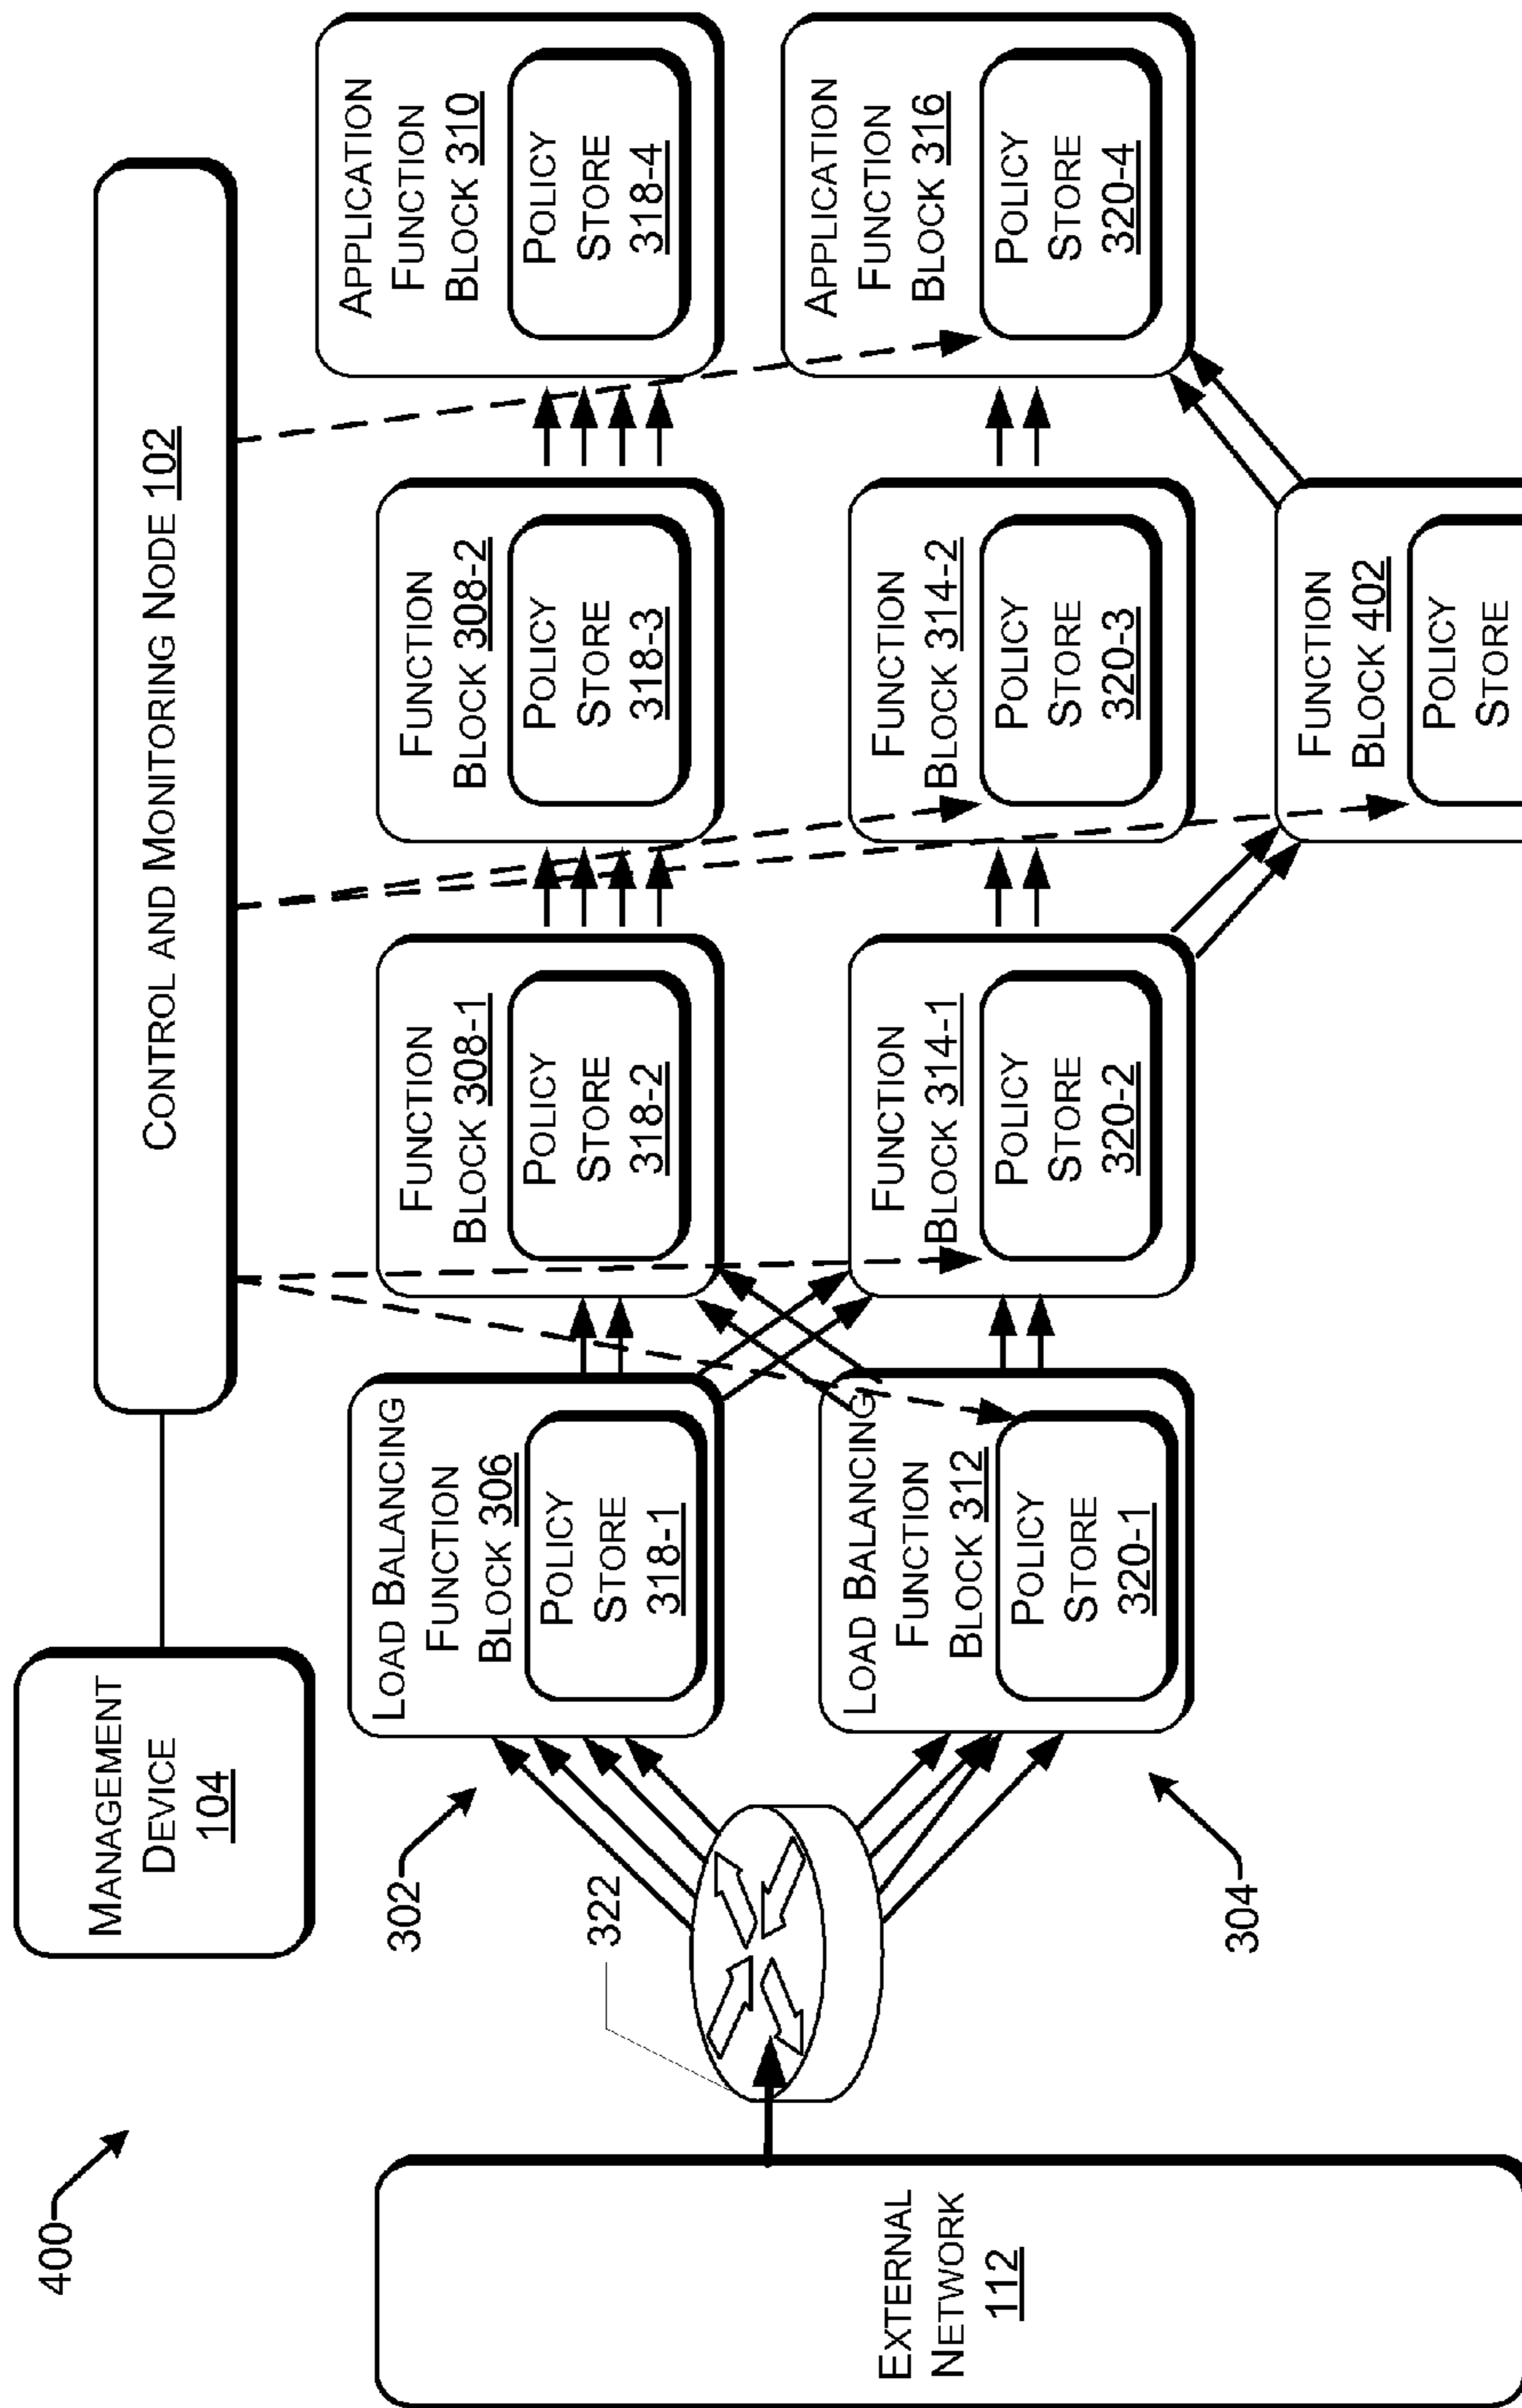 400
MANAGEMENT
DEVICE
104
CONTROL AND MONITORING NODE 102
302
LOAD BALANCING
FUNCTION
BLOCK 306
POLICY
STORE
318-1
FUNCTION
BLOCK 308-1
POLICY
STORE
318-2
FUNCTION
BLOCK 308-2
POLICY
STORE
318-3
APPLICATION
FUNCTION
BLOCK 310
POLICY
STORE
318-4
322
EXTERNAL
NETWORK
112
LOAD BALANCING
FUNCTION
BLOCK 312
POLICY
STORE
320-1
FUNCTION
BLOCK 314-1
POLICY
STORE
320-2
FUNCTION
BLOCK 314-2
POLICY
STORE
320-3
APPLICATION
FUNCTION
BLOCK 316
POLICY
STORE
320-4
304
FUNCTION
BLOCK 402
POLICY
STORE